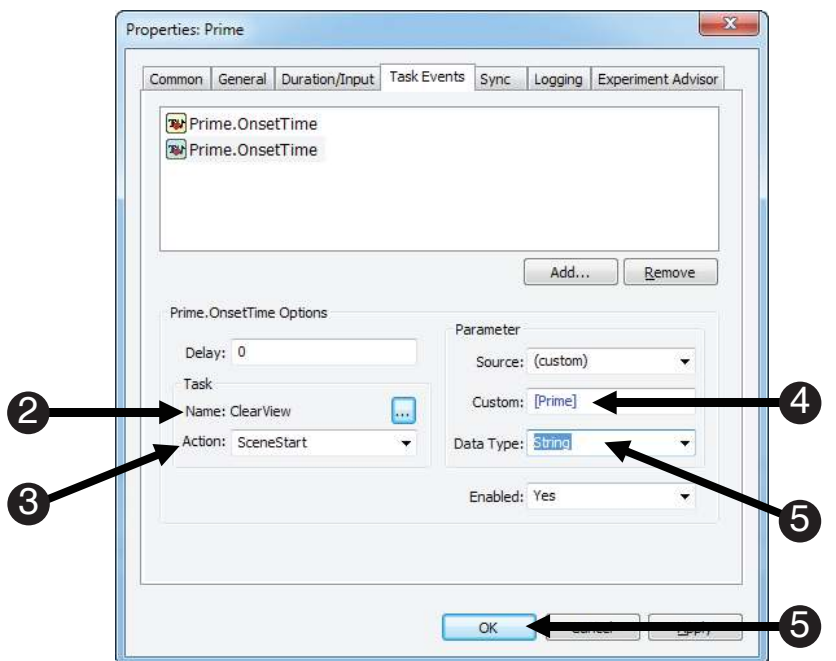 Properties: Prime
Common General Duration/Input Task Events Sync Logging Experiment Advisor
Prime.OnsetTime
Prime.OnsetTime
Add... Remove
Prime.OnsetTime Options
Parameter
Delay: 0
Source: (custom)
Task
2 Name: ClearView ...
Custom: [Prime] 4
3 Action: SceneStart
Data Type: String 5
Enabled: Yes
OK 5